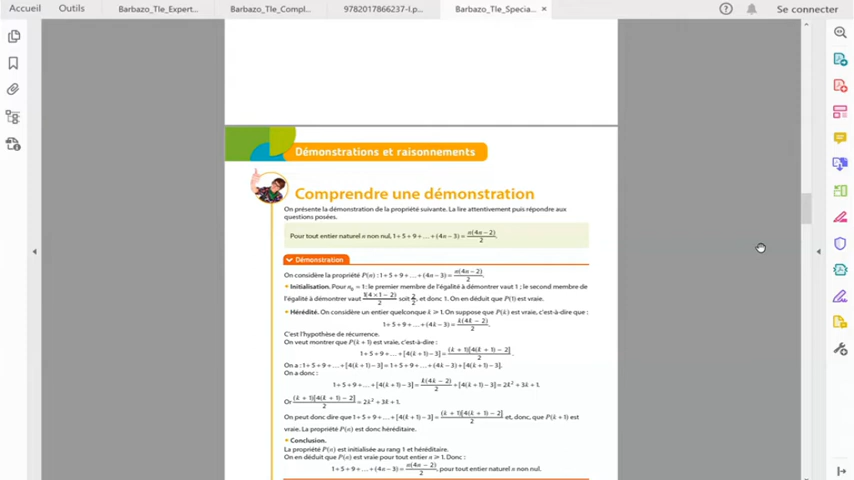 Accueil Outils Barbazo_Tle_Expert... Barbazo_Tle_Compl... 9782017866237-I.p... Barbazo_Tle_Specia... × Se connecter
Démonstrations et raisonnements
Comprendre une démonstration
On présente la démonstration de la propriété suivante. La lire attentivement puis répondre aux
questions posées.
Pour tout entier naturel n non nul, 1+5+9+...+(4n−3) = n(4n−2)/2.
Démonstration
On considère la propriété P(n) : 1+5+9+...+(4n−3) = n(4n−2)/2.
• Initialisation. Pour n₀ = 1 : le premier membre de l'égalité à démontrer vaut 1 ; le second membre de
l'égalité à démontrer vaut 1(4×1−2)/2 soit 2/2, et donc 1. On en déduit que P(1) est vraie.
• Hérédité. On considère un entier quelconque k ⩾ 1. On suppose que P(k) est vraie, c'est-à-dire que :
1+5+9+...+(4k−3) = k(4k−2)/2.
C'est l'hypothèse de récurrence.
On veut montrer que P(k+1) est vraie, c'est-à-dire :
1+5+9+...+[4(k+1)−3] = (k+1)[4(k+1)−2]/2.
On a : 1+5+9+...+[4(k+1)−3] = 1+5+9+...+(4k−3)+[4(k+1)−3].
On a donc :
1+5+9+...+[4(k+1)−3] = k(4k−2)/2 +[4(k+1)−3] = 2k²+3k+1.
Or (k+1)[4(k+1)−2]/2 = 2k²+3k+1.
On peut donc dire que 1+5+9+...+[4(k+1)−3] = (k+1)[4(k+1)−2]/2 et, donc, que P(k+1) est
vraie. La propriété P(n) est donc héréditaire.
• Conclusion.
La propriété P(n) est initialisée au rang 1 et héréditaire.
On en déduit que P(n) est vraie pour tout entier n ⩾ 1. Donc :
1+5+9+...+(4n−3) = n(4n−2)/2, pour tout entier naturel n non nul.